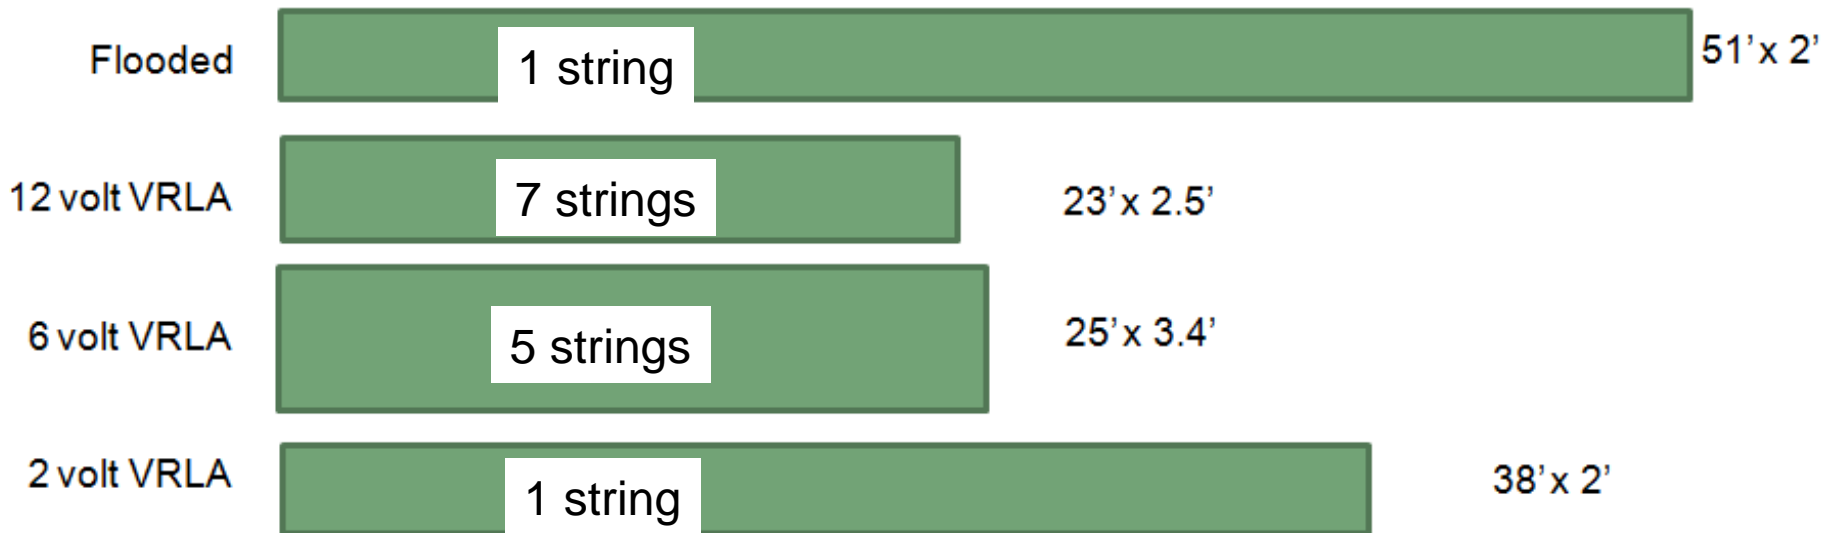 Flooded
1 string
51’ x 2’
12 volt VRLA
7 strings
23’ x 2.5’
6 volt VRLA
5 strings
25’ x 3.4’
2 volt VRLA
1 string
38’ x 2’